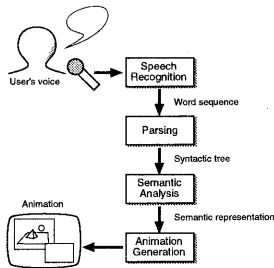 User's voice
Speech
Recognition
Word sequence
Parsing
Syntactic tree
Semantic
Analysis
Semantic representation
Animation
Animation
Generation